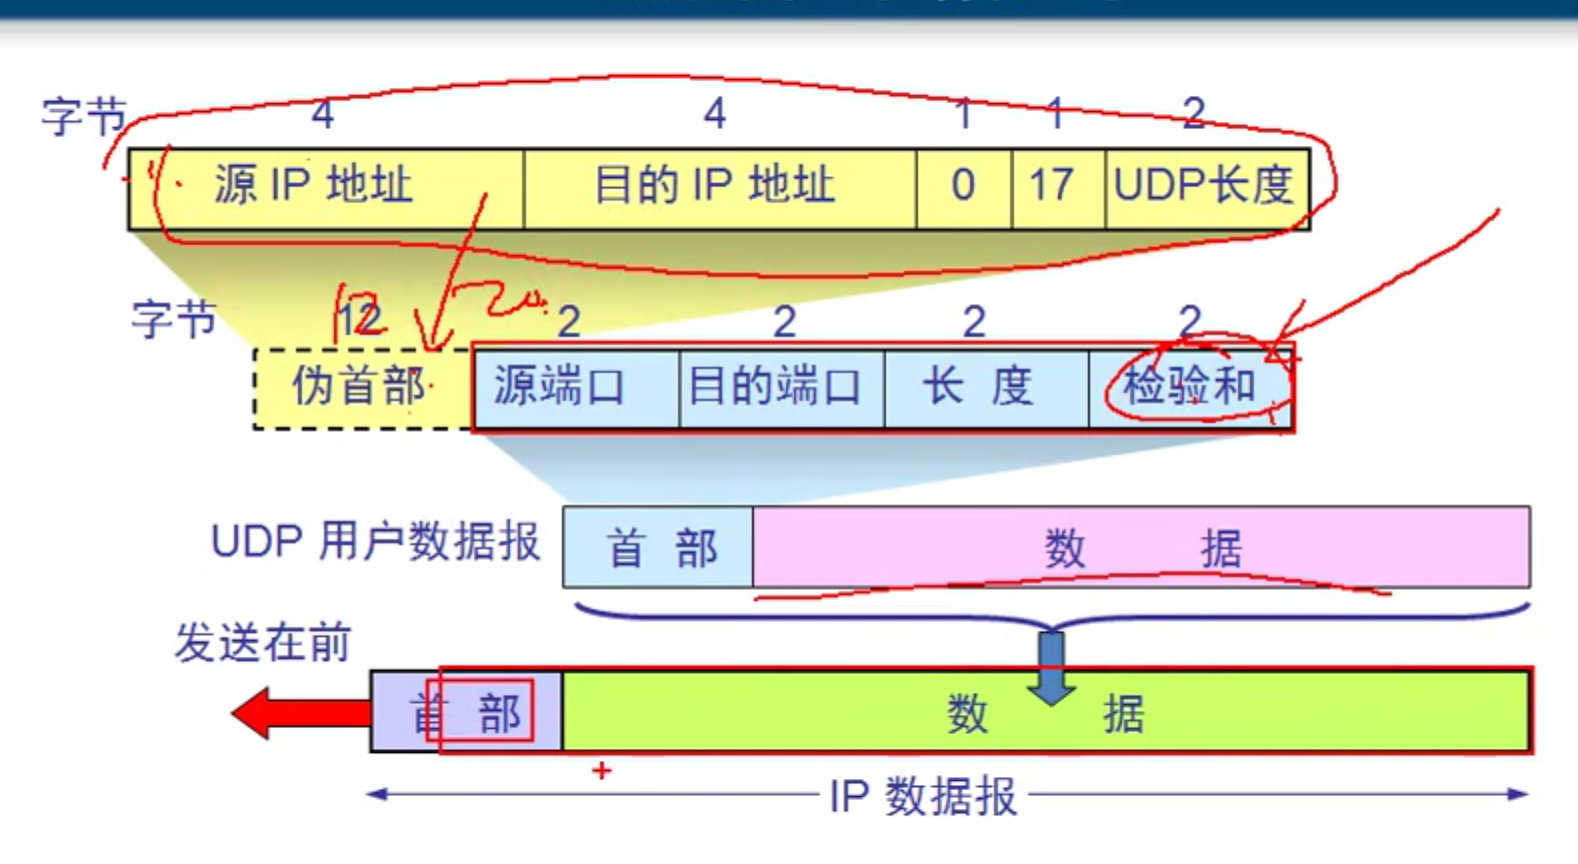 字节 4 4 1 1 2
源 IP 地址 目的 IP 地址 0 17 UDP长度
字节 12 2 2 2 2
伪首部 源端口 目的端口 长 度 检验和
UDP 用户数据报 首 部 数 据
发送在前
首 部 数 据
IP 数据报